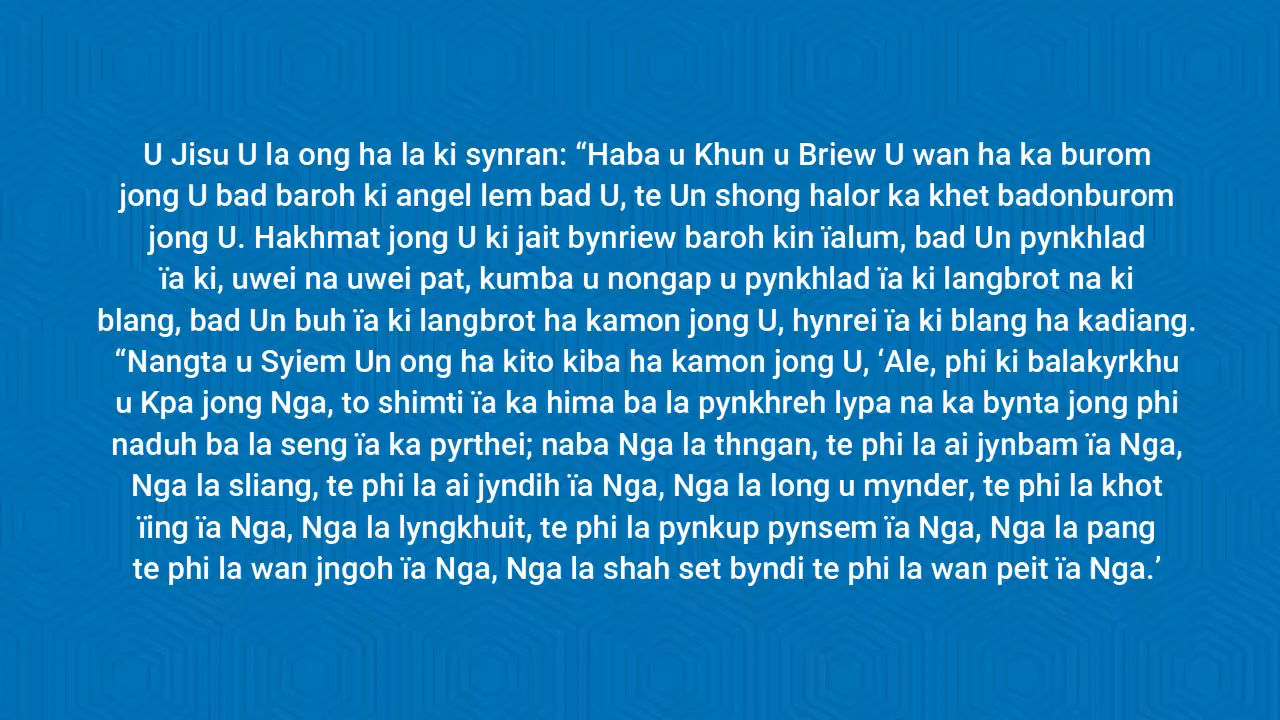 U Jisu U la ong ha la ki synran: “Haba u Khun u Briew U wan ha ka burom
jong U bad baroh ki angel lem bad U, te Un shong halor ka khet badonburom
jong U. Hakhmat jong U ki jait bynriew baroh kin ïalum, bad Un pynkhlad
ïa ki, uwei na uwei pat, kumba u nongap u pynkhlad ïa ki langbrot na ki
blang, bad Un buh ïa ki langbrot ha kamon jong U, hynrei ïa ki blang ha kadiang.
“Nangta u Syiem Un ong ha kito kiba ha kamon jong U, ‘Ale, phi ki balakyrkhu
u Kpa jong Nga, to shimti ïa ka hima ba la pynkhreh lypa na ka bynta jong phi
naduh ba la seng ïa ka pyrthei; naba Nga la thngan, te phi la ai jynbam ïa Nga,
Nga la sliang, te phi la ai jyndih ïa Nga, Nga la long u mynder, te phi la khot
ïing ïa Nga, Nga la lyngkhuit, te phi la pynkup pynsem ïa Nga, Nga la pang
te phi la wan jngoh ïa Nga, Nga la shah set byndi te phi la wan peit ïa Nga.’